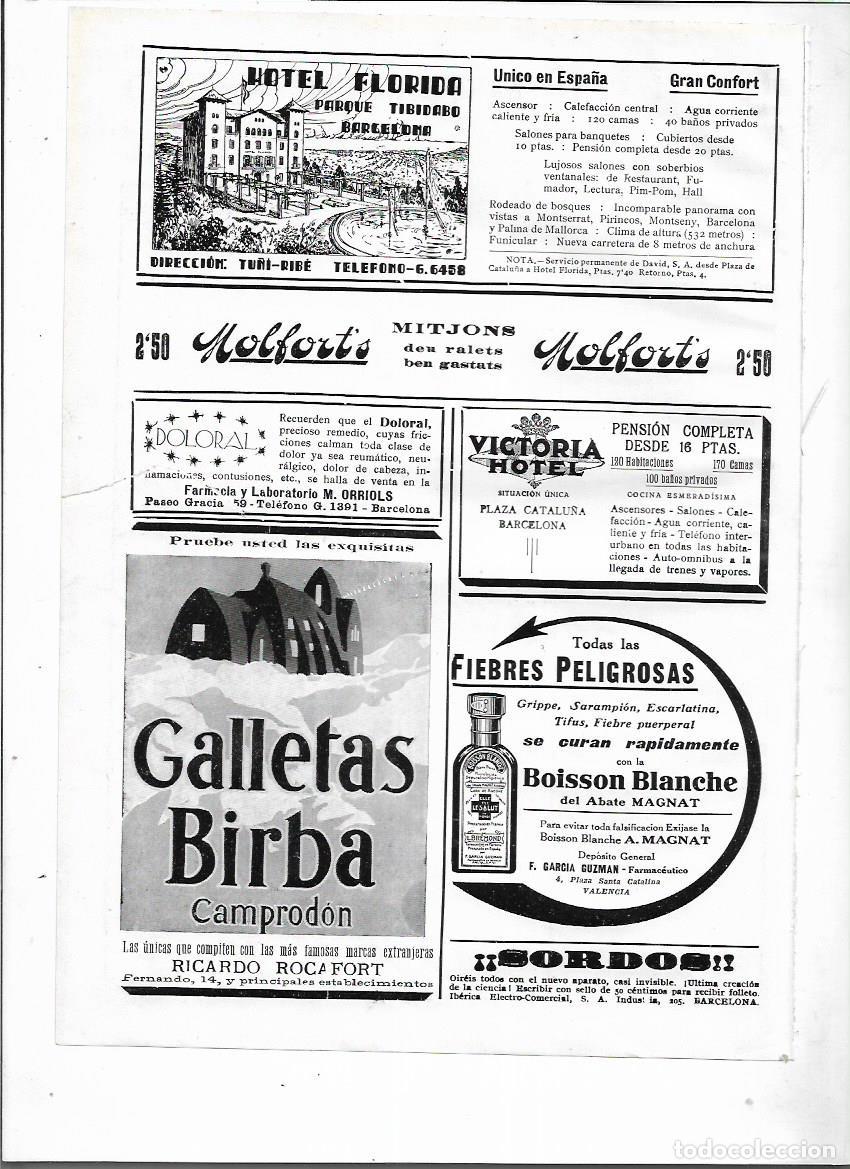 HOTEL FLORIDA
PARQUE TIBIDABO
BARCELONA
DIRECCIÓN: TUÑÍ-RIBÉ TELEFONO-6.6458
Unico en España Gran Confort
Ascensor : Calefacción central : Agua corriente
caliente y fría : 120 camas : 40 baños privados
Salones para banquetes : Cubiertos desde
10 ptas. : Pensión completa desde 20 ptas.
Lujosos salones con soberbios
ventanales: de Restaurant, Fu-
mador, Lectura, Pim-Pom, Hall
Rodeado de bosques : Incomparable panorama con
vistas a Montserrat, Pirineos, Montseny, Barcelona
y Palma de Mallorca : Clima de altura (532 metros) :
Funicular : Nueva carretera de 8 metros de anchura
NOTA.—Servicio permanente de David, S. A. desde Plaza de
Cataluña a Hotel Florida, Ptas. 7'40 Retorno, Ptas. 4.
2'50 Molfort's MITJONS Molfort's 2'50
deu ralets
ben gastats
DOLORAL
Recuerden que el Doloral,
precioso remedio, cuyas fric-
ciones calman toda clase de
dolor ya sea reumático, neu-
rálgico, dolor de cabeza, in-
flamaciones, contusiones, etc., se halla de venta en la
Farmacia y Laboratorio M. ORRIOLS
Paseo Gracia 59 - Teléfono G. 1391 - Barcelona
VICTORIA
HOTEL
SITUACIÓN ÚNICA
PLAZA CATALUÑA
BARCELONA
PENSIÓN COMPLETA
DESDE 16 PTAS.
120 Habitaciones 170 Camas
100 baños privados
COCINA ESMERADÍSIMA
Ascensores - Salones - Cale-
facción - Agua corriente, ca-
liente y fría - Teléfono inter-
urbano en todas las habita-
ciones - Auto-omnibus a la
llegada de trenes y vapores.
Pruebe usted las exquisitas
Galletas
Birba
Camprodón
Las únicas que compiten con las más famosas marcas extranjeras
RICARDO ROCAFORT
Fernando, 14, y principales establecimientos
Todas las
FIEBRES PELIGROSAS
Grippe, Sarampión, Escarlatina,
Tifus, Fiebre puerperal
se curan rapidamente
con la
Boisson Blanche
del Abate MAGNAT
Para evitar toda falsificacion Exijase la
Boisson Blanche A. MAGNAT
Depósito General
F. GARCIA GUZMAN - Farmacéutico
4, Plaza Santa Catalina
VALENCIA
BOISSON BLANCHE
LE SALUT
L. BREMOND
F. GARCIA GUZMAN
¡¡SORDOS!!
Oiréis todos con el nuevo aparato, casi invisible. ¡Ultima creación
de la ciencia! Escribir con sello de 50 céntimos para recibir folleto.
Ibérica Electro-Comercial, S. A. Indus ia, 205. BARCELONA.
todocoleccion